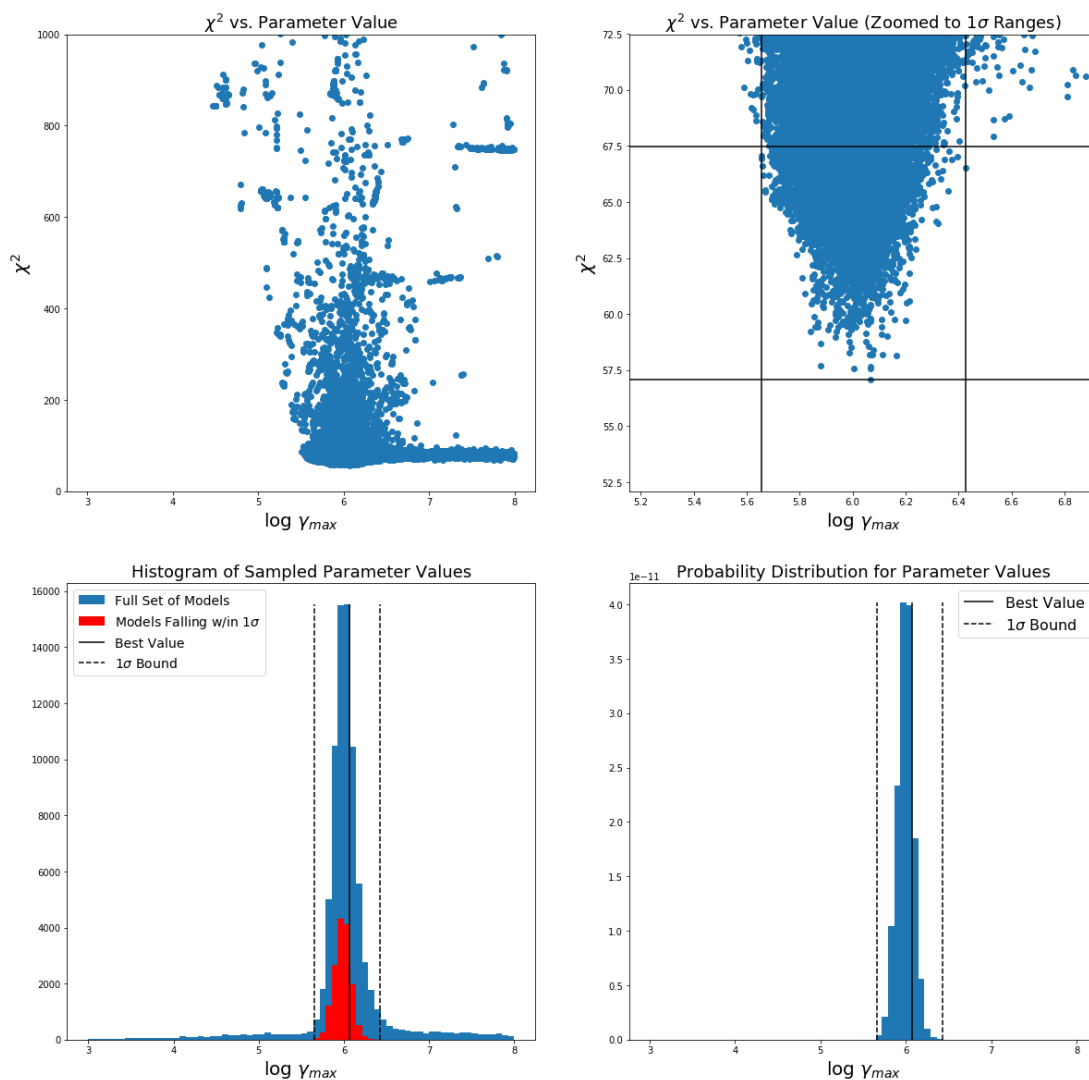 χ² vs. Parameter Value
1000
800
600
400
200
0
χ²
3 4 5 6 7 8
log γmax
χ² vs. Parameter Value (Zoomed to 1σ Ranges)
72.5
70.0
67.5
65.0
62.5
60.0
57.5
55.0
52.5
χ²
5.2 5.4 5.6 5.8 6.0 6.2 6.4 6.6 6.8
log γmax
Histogram of Sampled Parameter Values
Full Set of Models
Models Falling w/in 1σ
Best Value
1σ Bound
16000
14000
12000
10000
8000
6000
4000
2000
0
3 4 5 6 7 8
log γmax
Probability Distribution for Parameter Values
1e−11
Best Value
1σ Bound
4.0
3.5
3.0
2.5
2.0
1.5
1.0
0.5
0.0
3 4 5 6 7 8
log γmax